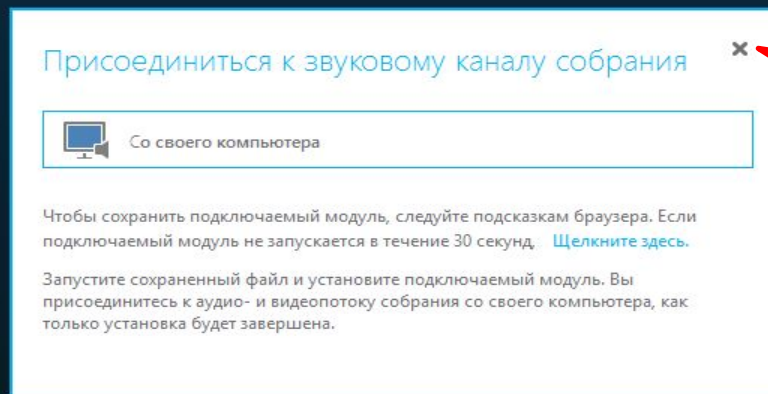 Присоединиться к звуковому каналу собрания
Со своего компьютера
Чтобы сохранить подключаемый модуль, следуйте подсказкам браузера. Если
подключаемый модуль не запускается в течение 30 секунд, Щелкните здесь.
Запустите сохраненный файл и установите подключаемый модуль. Вы
присоединитесь к аудио- и видеопотоку собрания со своего компьютера, как
только установка будет завершена.